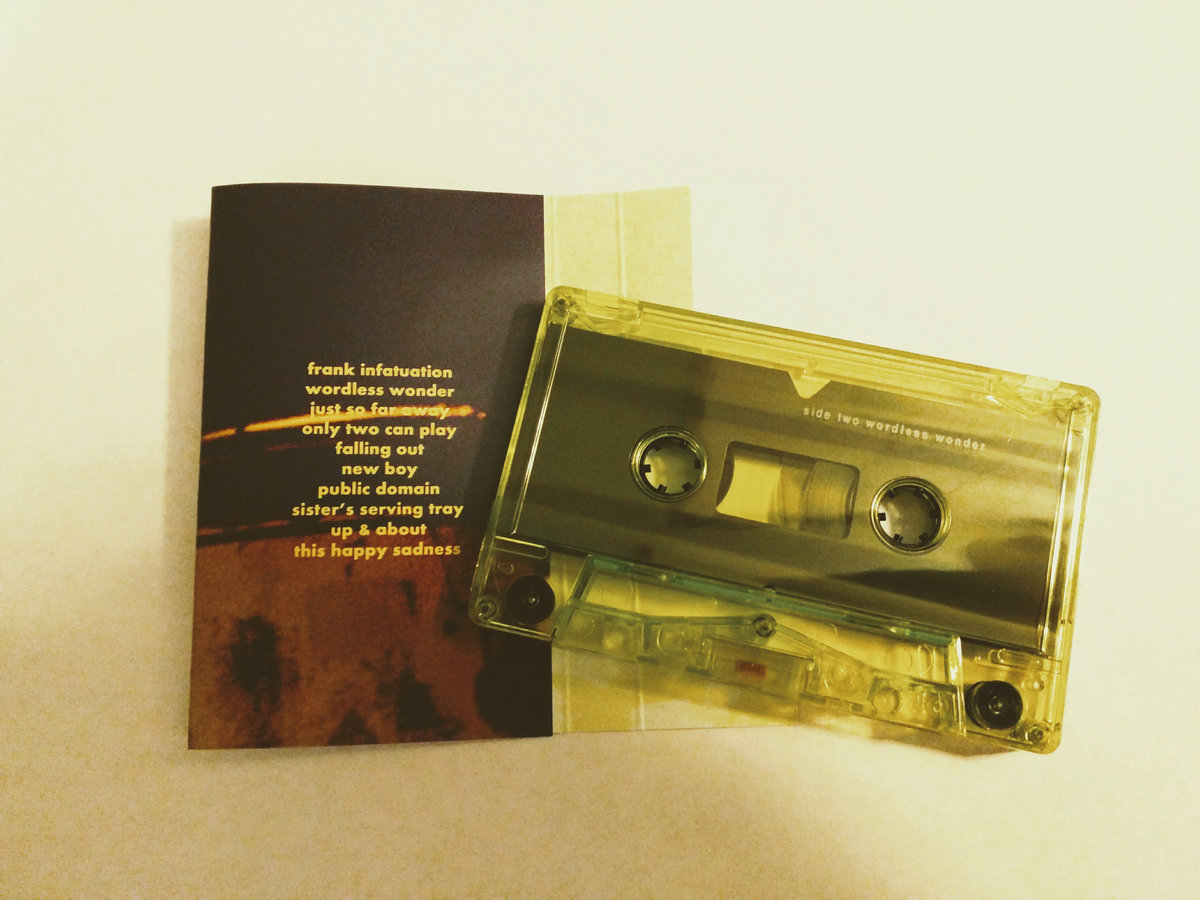 frank infatuation
wordless wonder
just so far away
only two can play
falling out
new boy
public domain
sister's serving tray
up & about
this happy sadness
side two wordless wonder